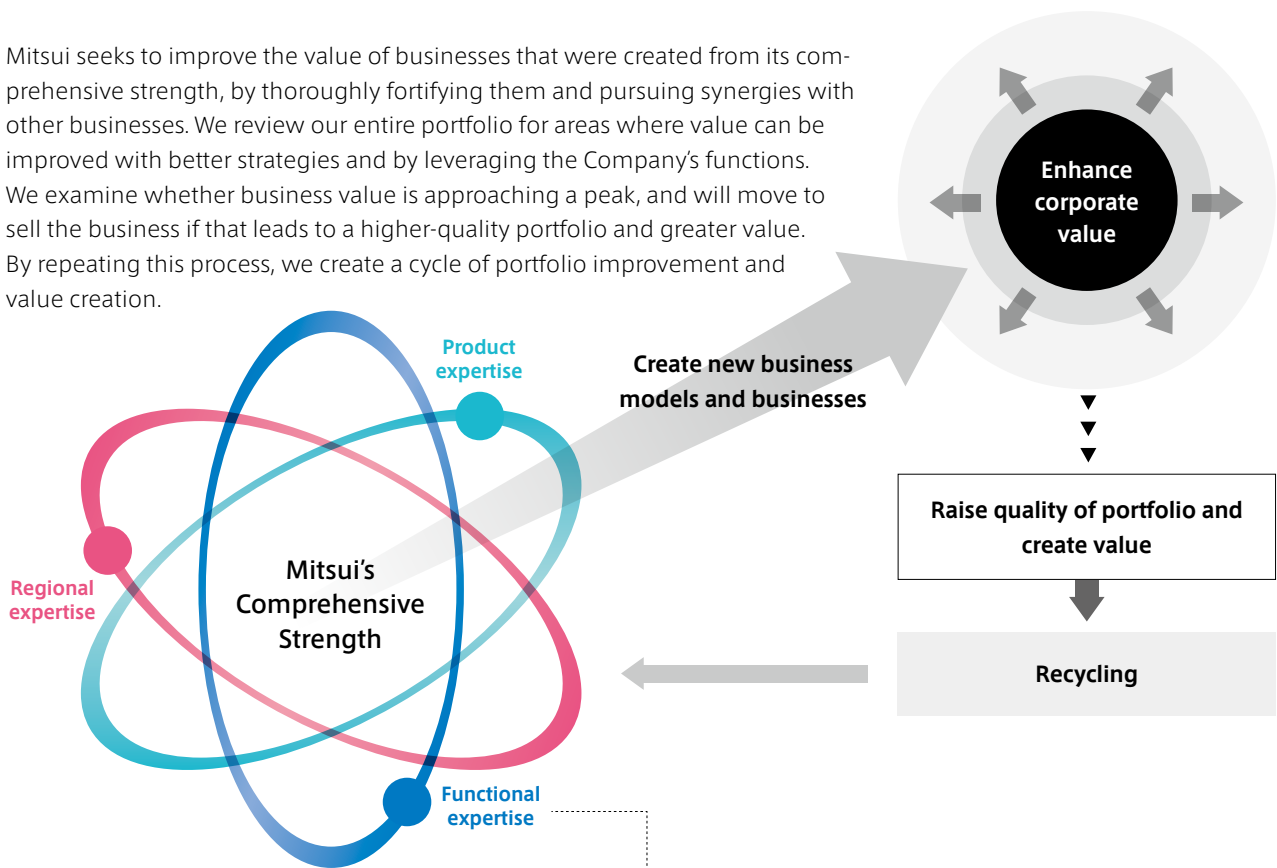 Mitsui seeks to improve the value of businesses that were created from its com-
prehensive strength, by thoroughly fortifying them and pursuing synergies with
other businesses. We review our entire portfolio for areas where value can be
improved with better strategies and by leveraging the Company's functions.
We examine whether business value is approaching a peak, and will move to
sell the business if that leads to a higher-quality portfolio and greater value.
By repeating this process, we create a cycle of portfolio improvement and
value creation.
Enhance
corporate
value
Product
expertise
Create new business
models and businesses
Raise quality of portfolio and
create value
Regional
expertise
Mitsui's
Comprehensive
Strength
Recycling
Functional
expertise